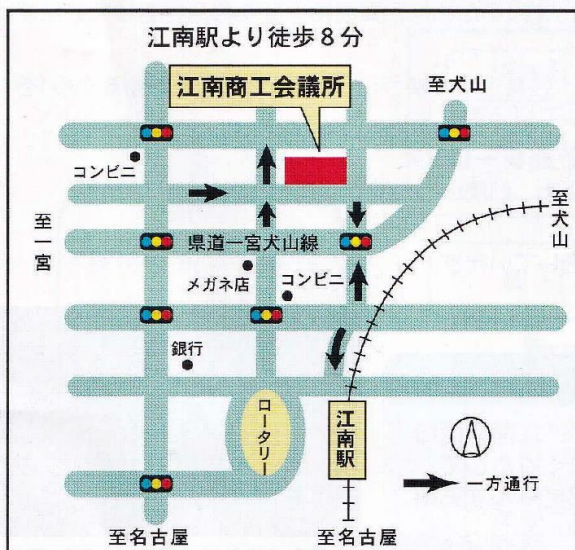 江南駅より徒歩8分
江南商工会議所
至犬山
コンビニ
至犬山
至一宮
県道一宮犬山線
メガネ店
コンビニ
銀行
ロータリー
江南駅
一方通行
至名古屋
至名古屋